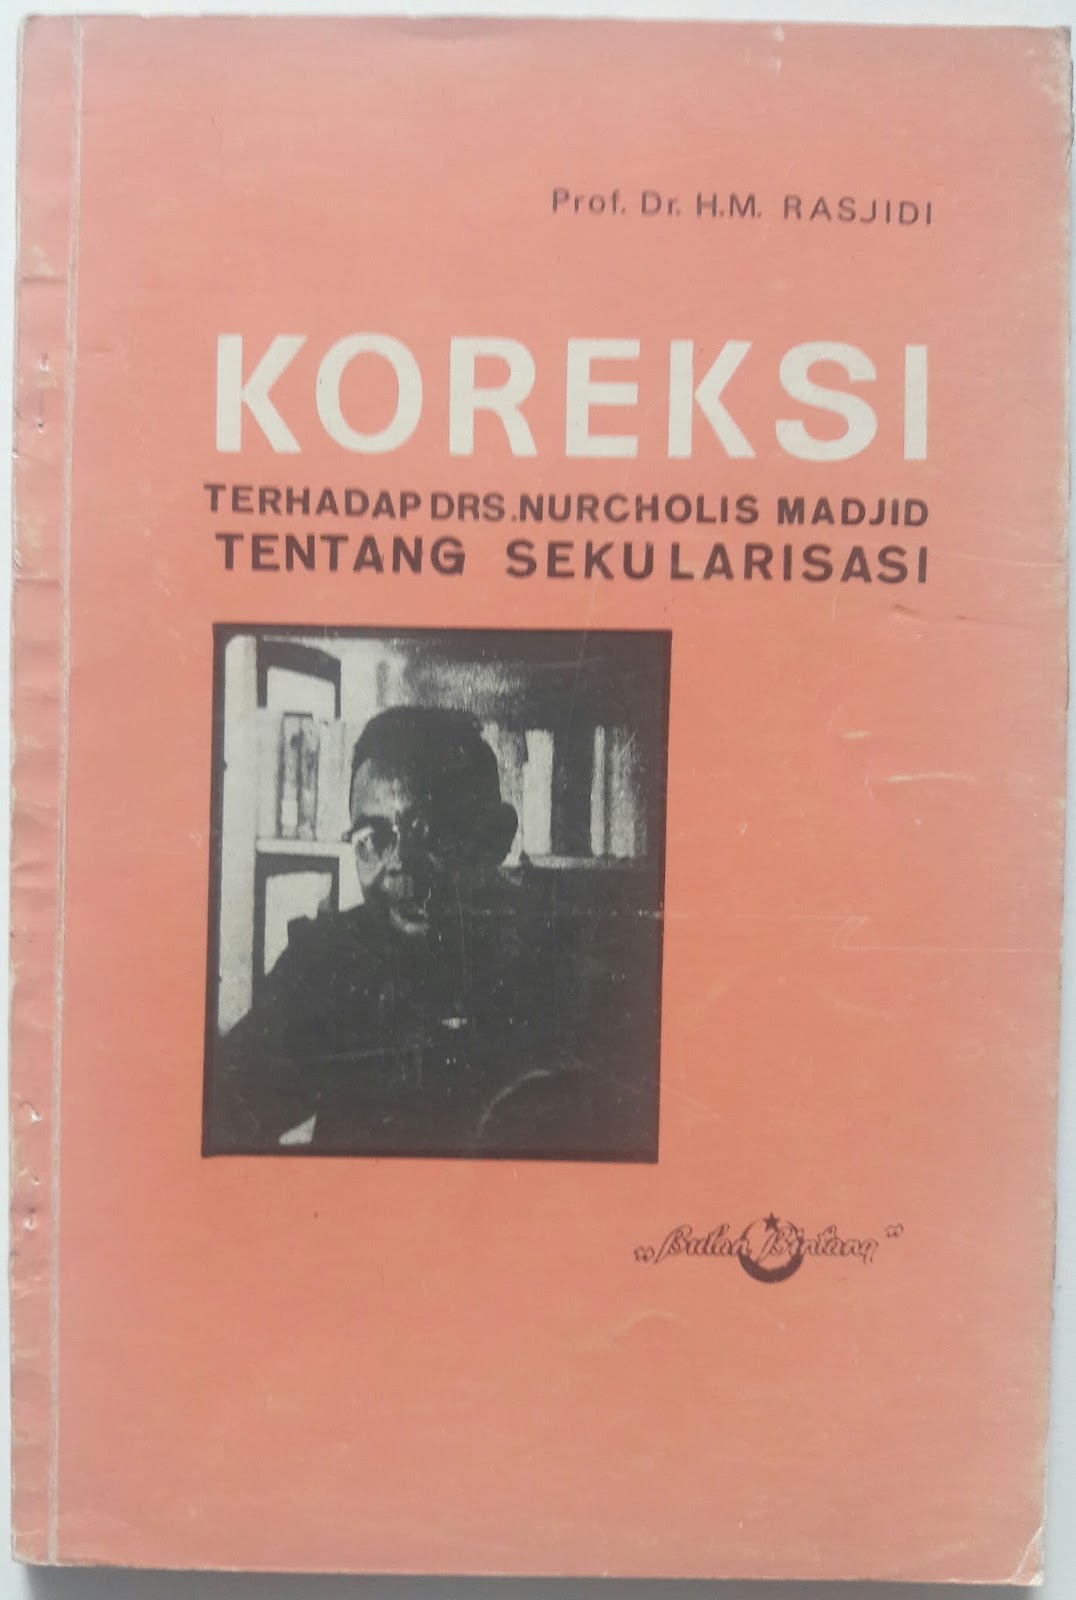 Prof. Dr. H.M. RASJIDI
KOREKSI
TERHADAP DRS. NURCHOLIS MADJID
TENTANG SEKULARISASI
„Bulan Bintang”